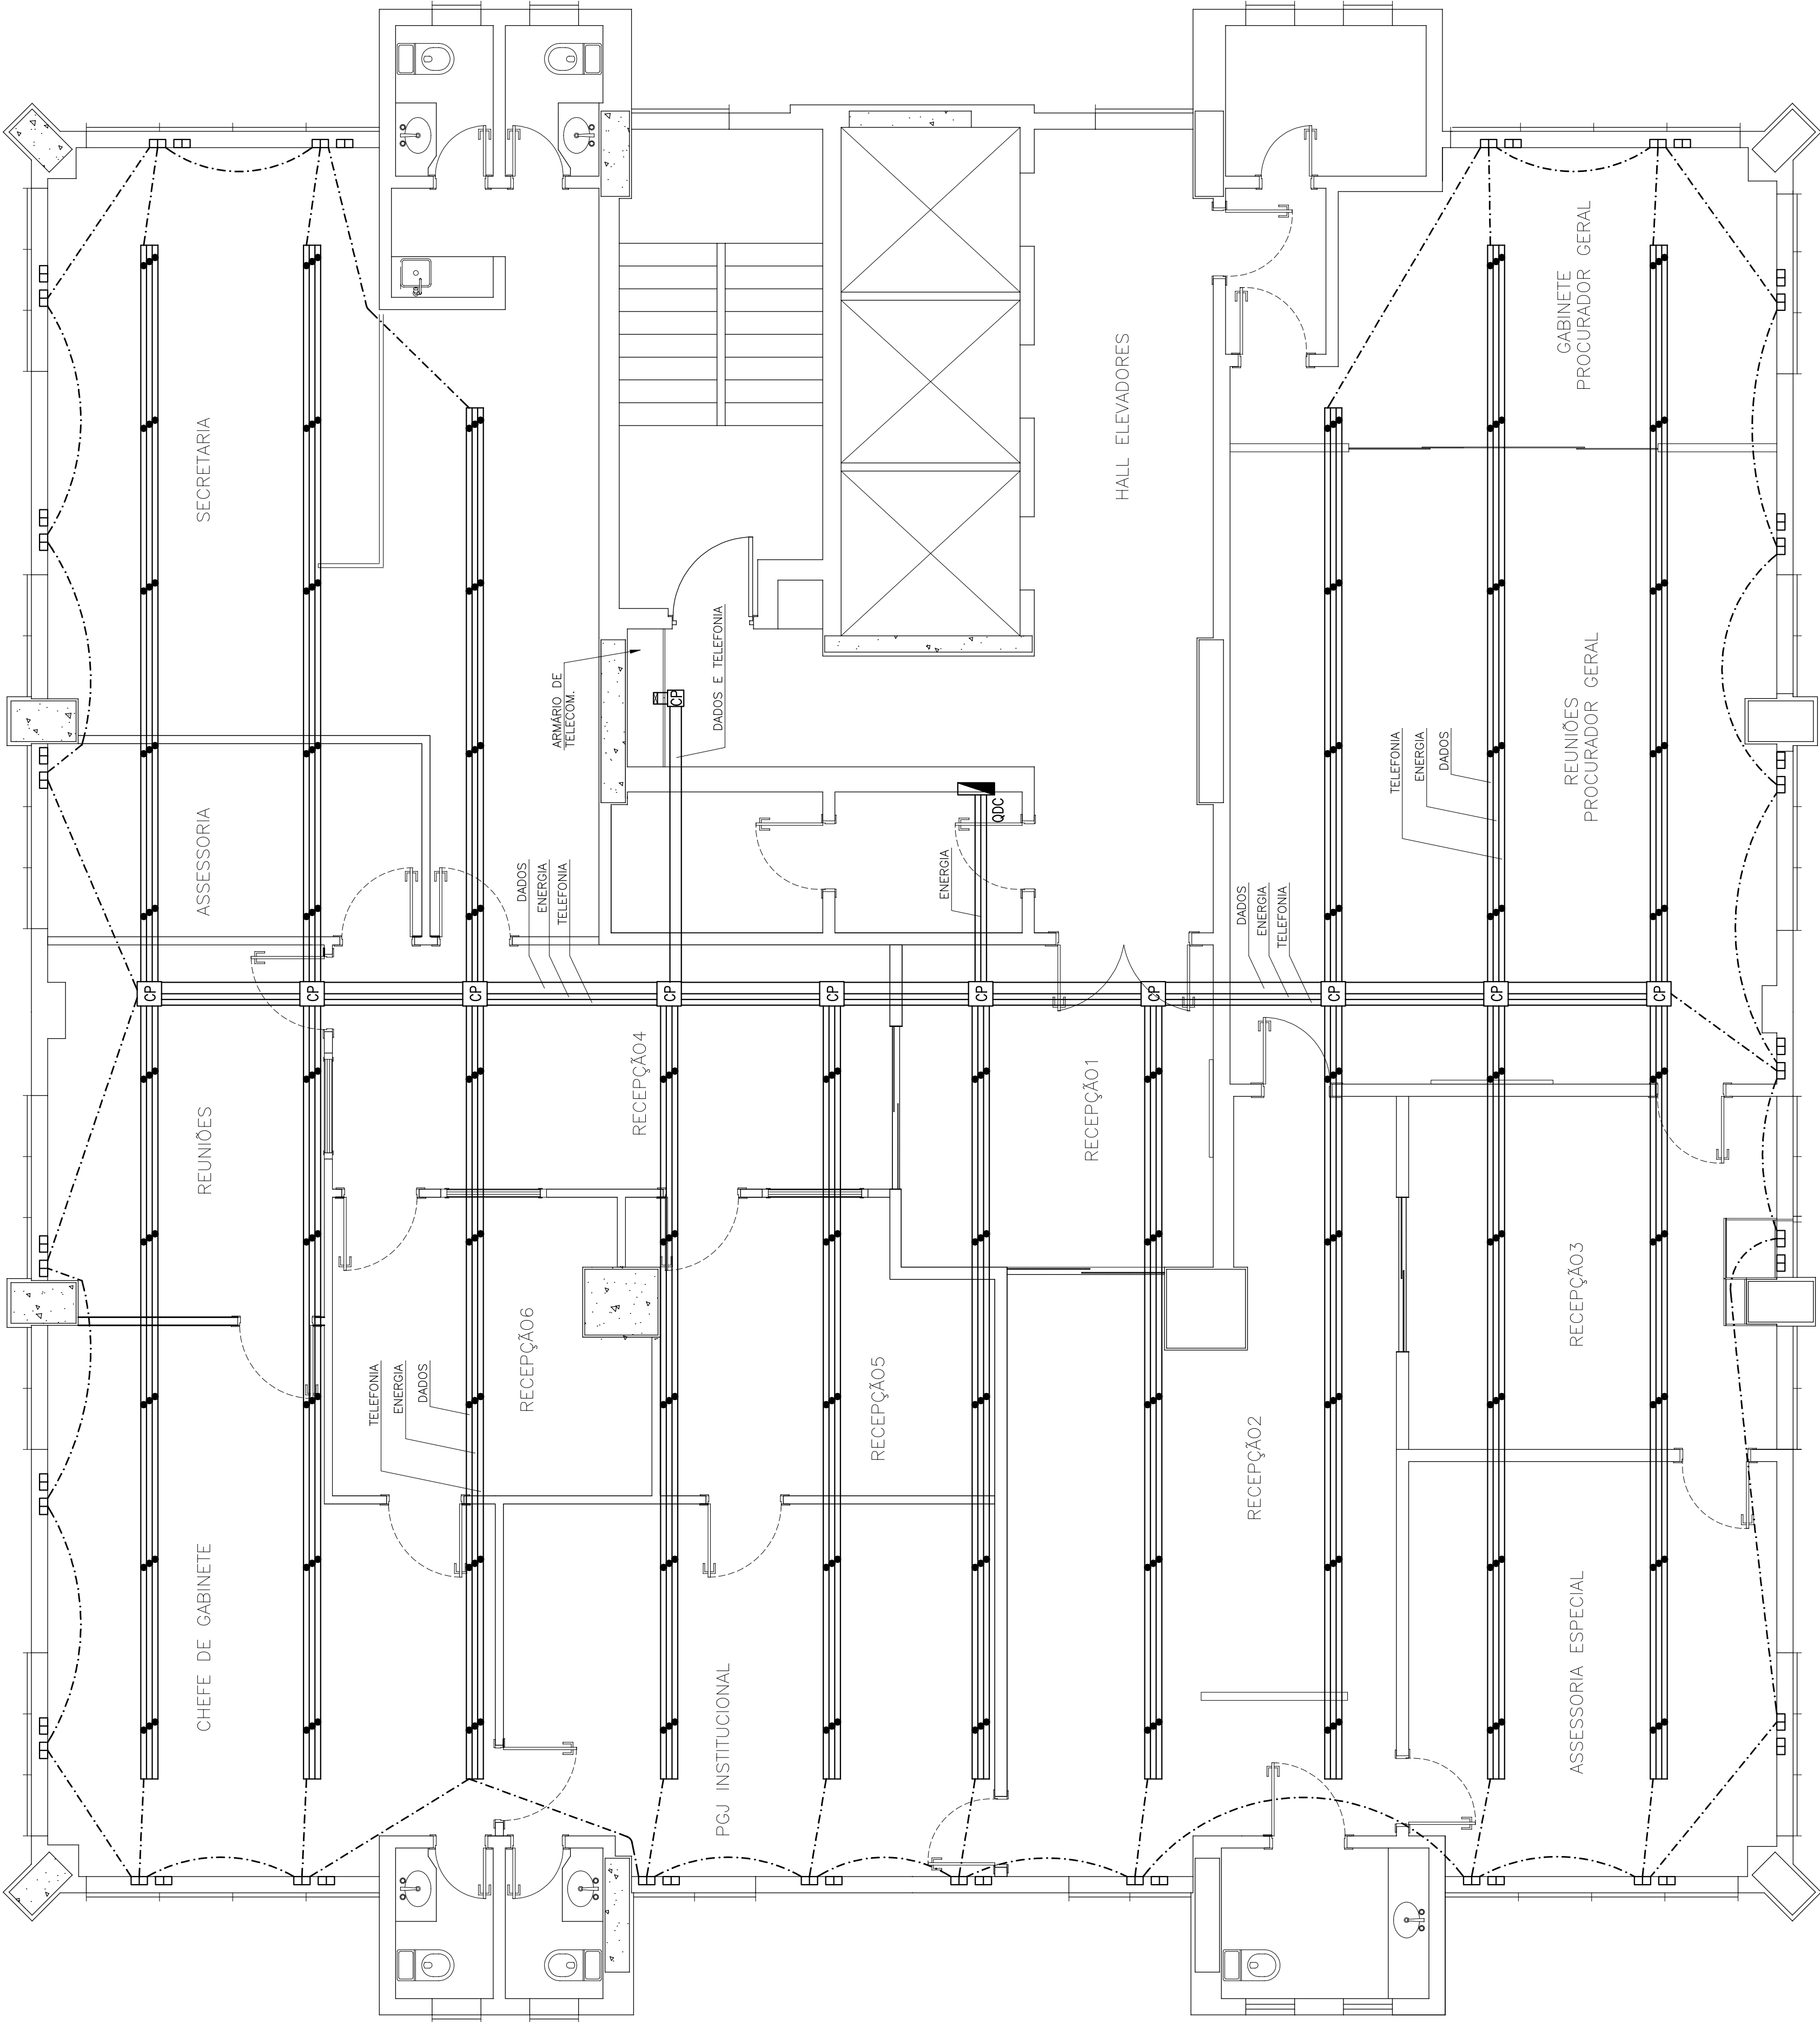 SECRETARIA
ASSESSORIA
REUNIÕES
CHEFE DE GABINETE
ARMÁRIO DE
TELECOM.
DADOS E TELEFONIA
CP
HALL ELEVADORES
GABINETE
PROCURADOR GERAL
REUNIÕES
PROCURADOR GERAL
TELEFONIA
ENERGIA
DADOS
QDC
ENERGIA
DADOS
ENERGIA
TELEFONIA
DADOS
ENERGIA
TELEFONIA
CP
CP
CP
CP
CP
CP
CP
CP
CP
CP
RECEPÇÃO4
RECEPÇÃO1
RECEPÇÃO6
TELEFONIA
ENERGIA
DADOS
RECEPÇÃO5
RECEPÇÃO2
RECEPÇÃO3
PGJ INSTITUCIONAL
ASSESSORIA ESPECIAL